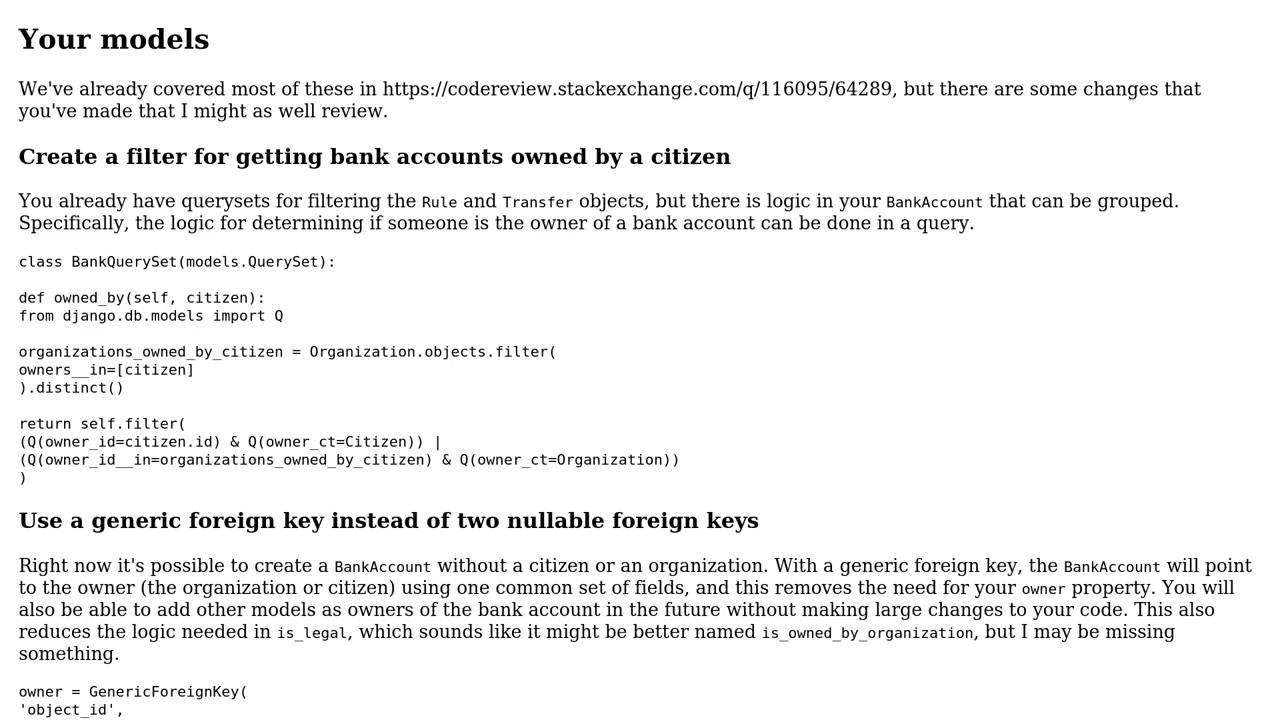 Your models
We've already covered most of these in https://codereview.stackexchange.com/q/116095/64289, but there are some changes that
you've made that I might as well review.
Create a filter for getting bank accounts owned by a citizen
You already have querysets for filtering the Rule and Transfer objects, but there is logic in your BankAccount that can be grouped.
Specifically, the logic for determining if someone is the owner of a bank account can be done in a query.
class BankQuerySet(models.QuerySet):
def owned_by(self, citizen):
from django.db.models import Q
organizations_owned_by_citizen = Organization.objects.filter(
owners__in=[citizen]
).distinct()
return self.filter(
(Q(owner_id=citizen.id) & Q(owner_ct=Citizen)) |
(Q(owner_id__in=organizations_owned_by_citizen) & Q(owner_ct=Organization))
)
Use a generic foreign key instead of two nullable foreign keys
Right now it's possible to create a BankAccount without a citizen or an organization. With a generic foreign key, the BankAccount will point
to the owner (the organization or citizen) using one common set of fields, and this removes the need for your owner property. You will
also be able to add other models as owners of the bank account in the future without making large changes to your code. This also
reduces the logic needed in is_legal, which sounds like it might be better named is_owned_by_organization, but I may be missing
something.
owner = GenericForeignKey(
'object_id',